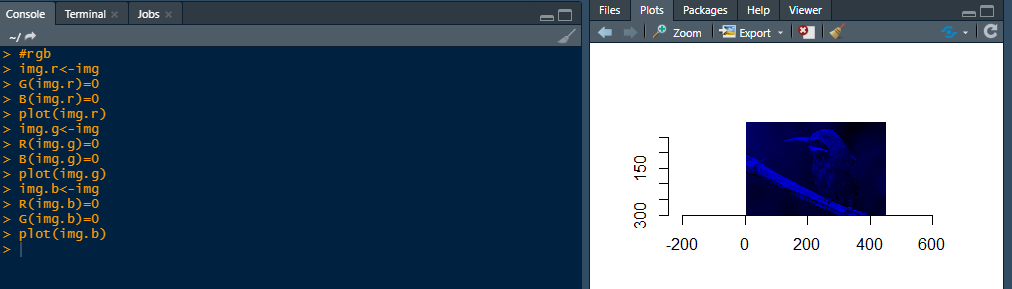 Console Terminal Jobs
~/
> #rgb
> img.r<-img
> G(img.r)=0
> B(img.r)=0
> plot(img.r)
> img.g<-img
> R(img.g)=0
> B(img.g)=0
> plot(img.g)
> img.b<-img
> R(img.b)=0
> G(img.b)=0
> plot(img.b)
>
Files Plots Packages Help Viewer
Zoom Export
150
300
-200 0 200 400 600